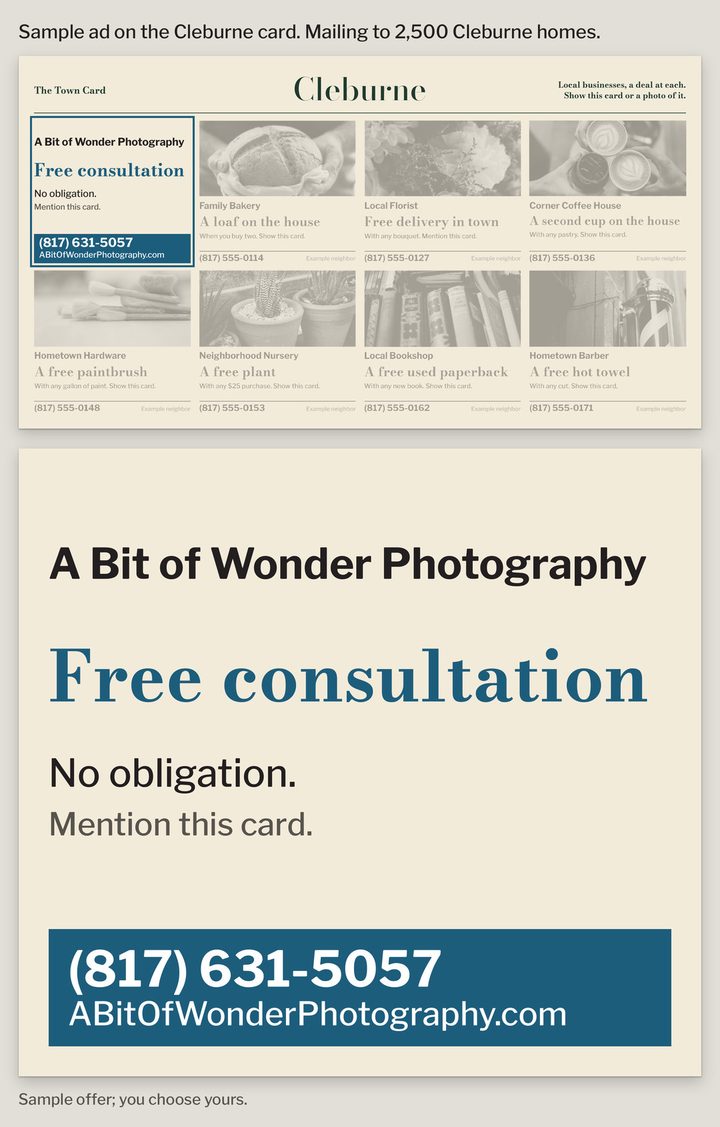 Sample ad on the Cleburne card. Mailing to 2,500 Cleburne homes.
The Town Card
Cleburne
Local businesses, a deal at each.
Show this card or a photo of it.
A Bit of Wonder Photography
Free consultation
No obligation.
Mention this card.
(817) 631-5057
ABitOfWonderPhotography.com
Family Bakery
A loaf on the house
When you buy two. Show this card.
(817) 555-0114 Example neighbor
Local Florist
Free delivery in town
With any bouquet. Mention this card.
(817) 555-0127 Example neighbor
Corner Coffee House
A second cup on the house
With any pastry. Show this card.
(817) 555-0136 Example neighbor
Hometown Hardware
A free paintbrush
With any gallon of paint. Show this card.
(817) 555-0148 Example neighbor
Neighborhood Nursery
A free plant
With any $25 purchase. Show this card.
(817) 555-0153 Example neighbor
Local Bookshop
A free used paperback
With any new book. Show this card.
(817) 555-0162 Example neighbor
Hometown Barber
A free hot towel
With any cut. Show this card.
(817) 555-0171 Example neighbor
A Bit of Wonder Photography
Free consultation
No obligation.
Mention this card.
(817) 631-5057
ABitOfWonderPhotography.com
Sample offer; you choose yours.